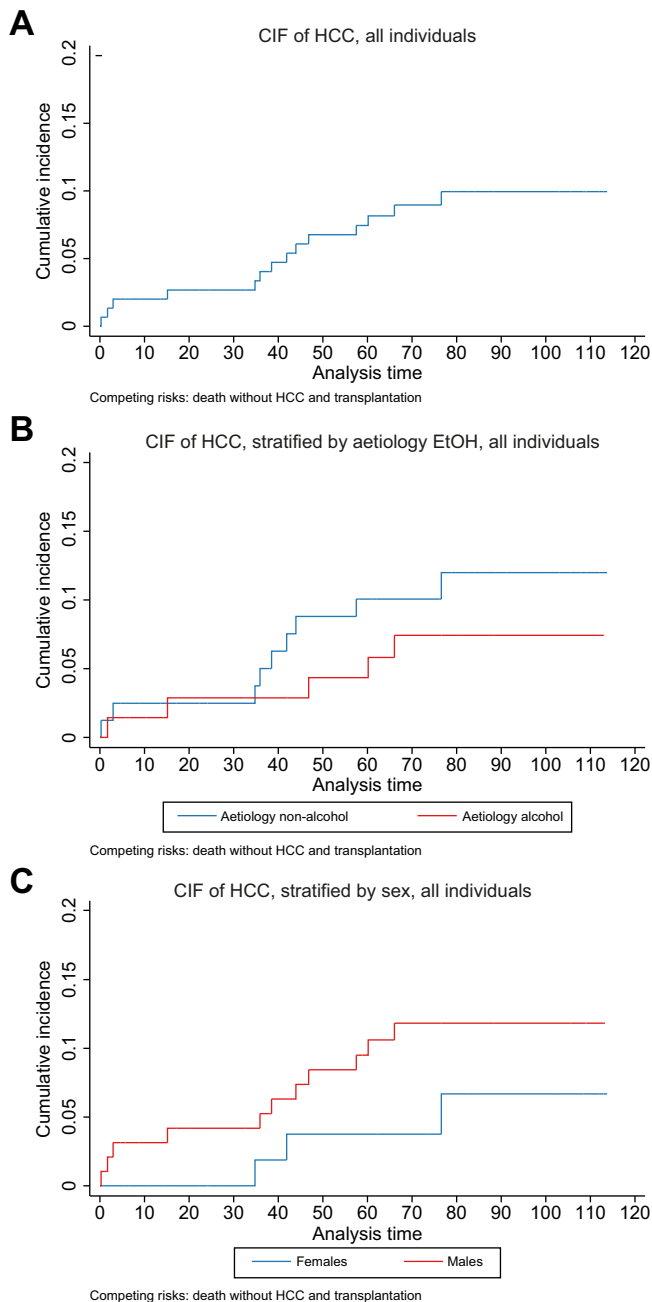 A
CIF of HCC, all individuals
0.2
0.15
0.1
0.05
0
Cumulative incidence
0 10 20 30 40 50 60 70 80 90 100 110 120
Analysis time
Competing risks: death without HCC and transplantation
B
CIF of HCC, stratified by aetiology EtOH, all individuals
0.2
0.15
0.1
0.05
0
Cumulative incidence
0 10 20 30 40 50 60 70 80 90 100 110 120
Analysis time
Aetiology non-alcohol Aetiology alcohol
Competing risks: death without HCC and transplantation
C
CIF of HCC, stratified by sex, all individuals
0.2
0.15
0.1
0.05
0
Cumulative incidence
0 10 20 30 40 50 60 70 80 90 100 110 120
Analysis time
Females Males
Competing risks: death without HCC and transplantation